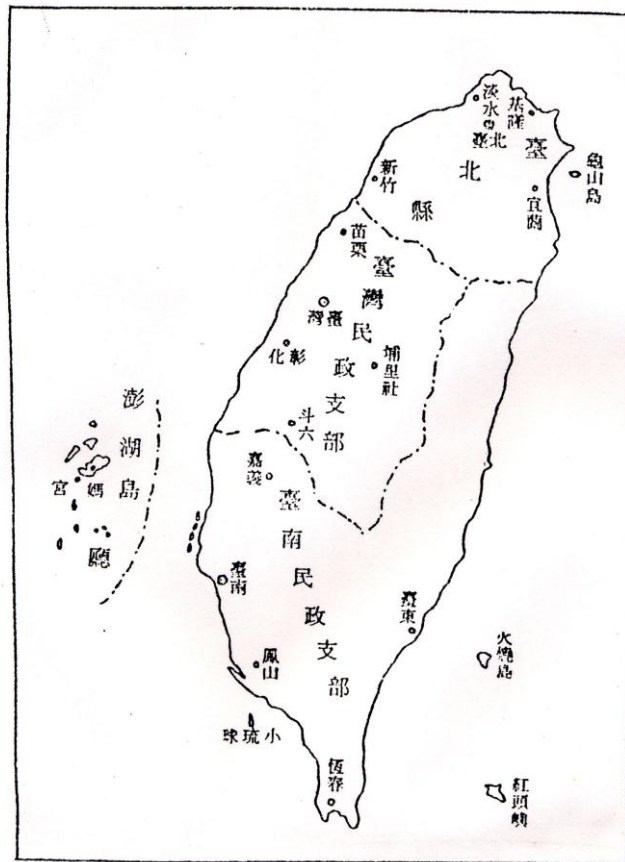 淡水
基隆
臺北
臺北縣
龜山島
宜蘭
新竹
苗栗
臺灣民政支部
臺灣
彰化
埔里社
斗六
澎湖島廳
媽宮
嘉義
臺南民政支部
臺南
臺東
鳳山
火燒島
小琉球
恆春
紅頭嶼